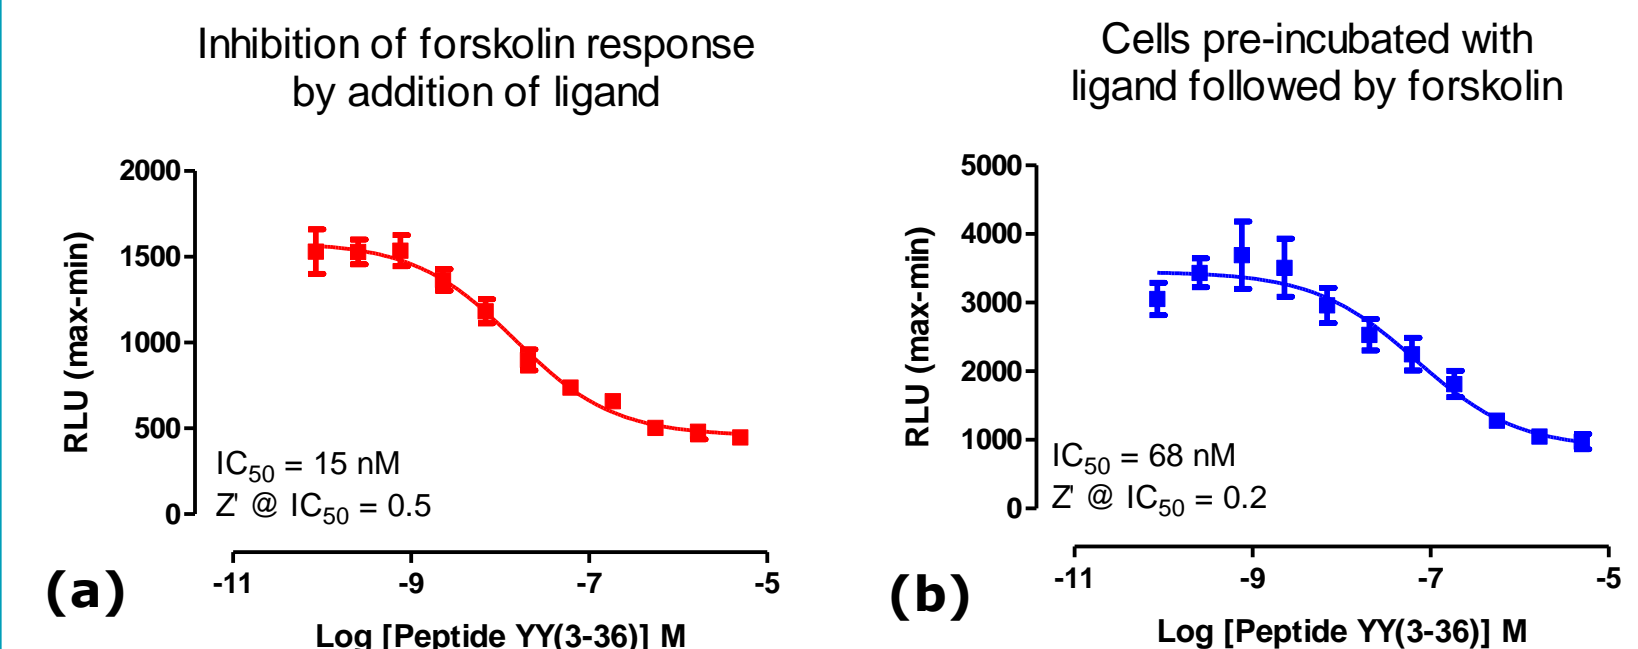 Inhibition of forskolin response
by addition of ligand
2000
1500
1000
500
0
RLU (max-min)
IC50 = 15 nM
Z' @ IC50 = 0.5
-11
-9
-7
-5
(a)
Log [Peptide YY(3-36)] M
Cells pre-incubated with
ligand followed by forskolin
5000
4000
3000
2000
1000
0
RLU (max-min)
IC50 = 68 nM
Z' @ IC50 = 0.2
-11
-9
-7
-5
(b)
Log [Peptide YY(3-36)] M